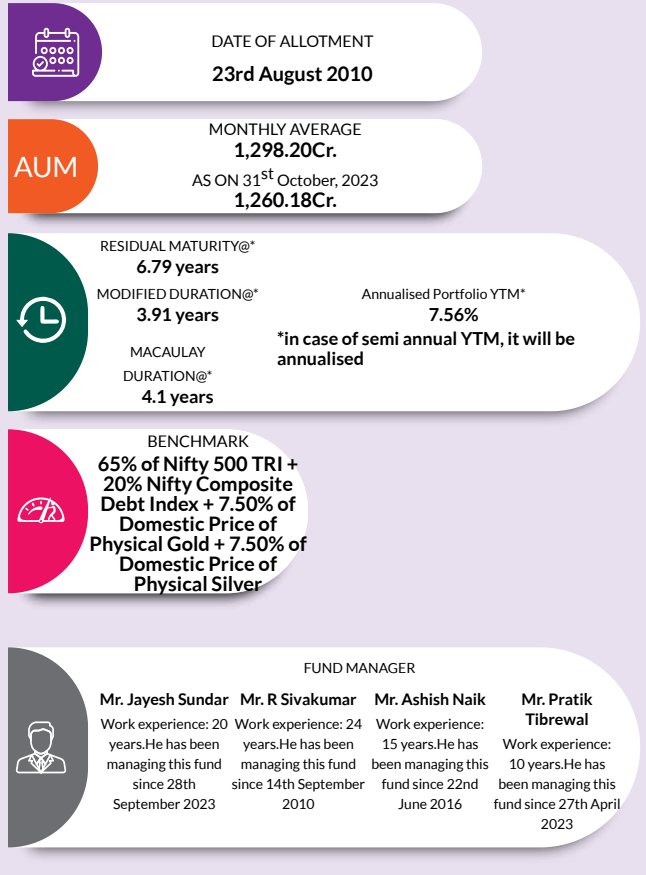 DATE OF ALLOTMENT
23rd August 2010
AUM
MONTHLY AVERAGE
1,298.20Cr.
AS ON 31st October, 2023
1,260.18Cr.
RESIDUAL MATURITY@*
6.79 years
MODIFIED DURATION@*
3.91 years
MACAULAY
DURATION@*
4.1 years
Annualised Portfolio YTM*
7.56%
*in case of semi annual YTM, it will be
annualised
BENCHMARK
65% of Nifty 500 TRI +
20% Nifty Composite
Debt Index + 7.50% of
Domestic Price of
Physical Gold + 7.50% of
Domestic Price of
Physical Silver
FUND MANAGER
Mr. Jayesh Sundar
Work experience: 20
years.He has been
managing this fund
since 28th
September 2023
Mr. R Sivakumar
Work experience: 24
years.He has been
managing this fund
since 14th September
2010
Mr. Ashish Naik
Work experience:
15 years.He has
been managing this
fund since 22nd
June 2016
Mr. Pratik
Tibrewal
Work experience:
10 years.He has
been managing this
fund since 27th April
2023